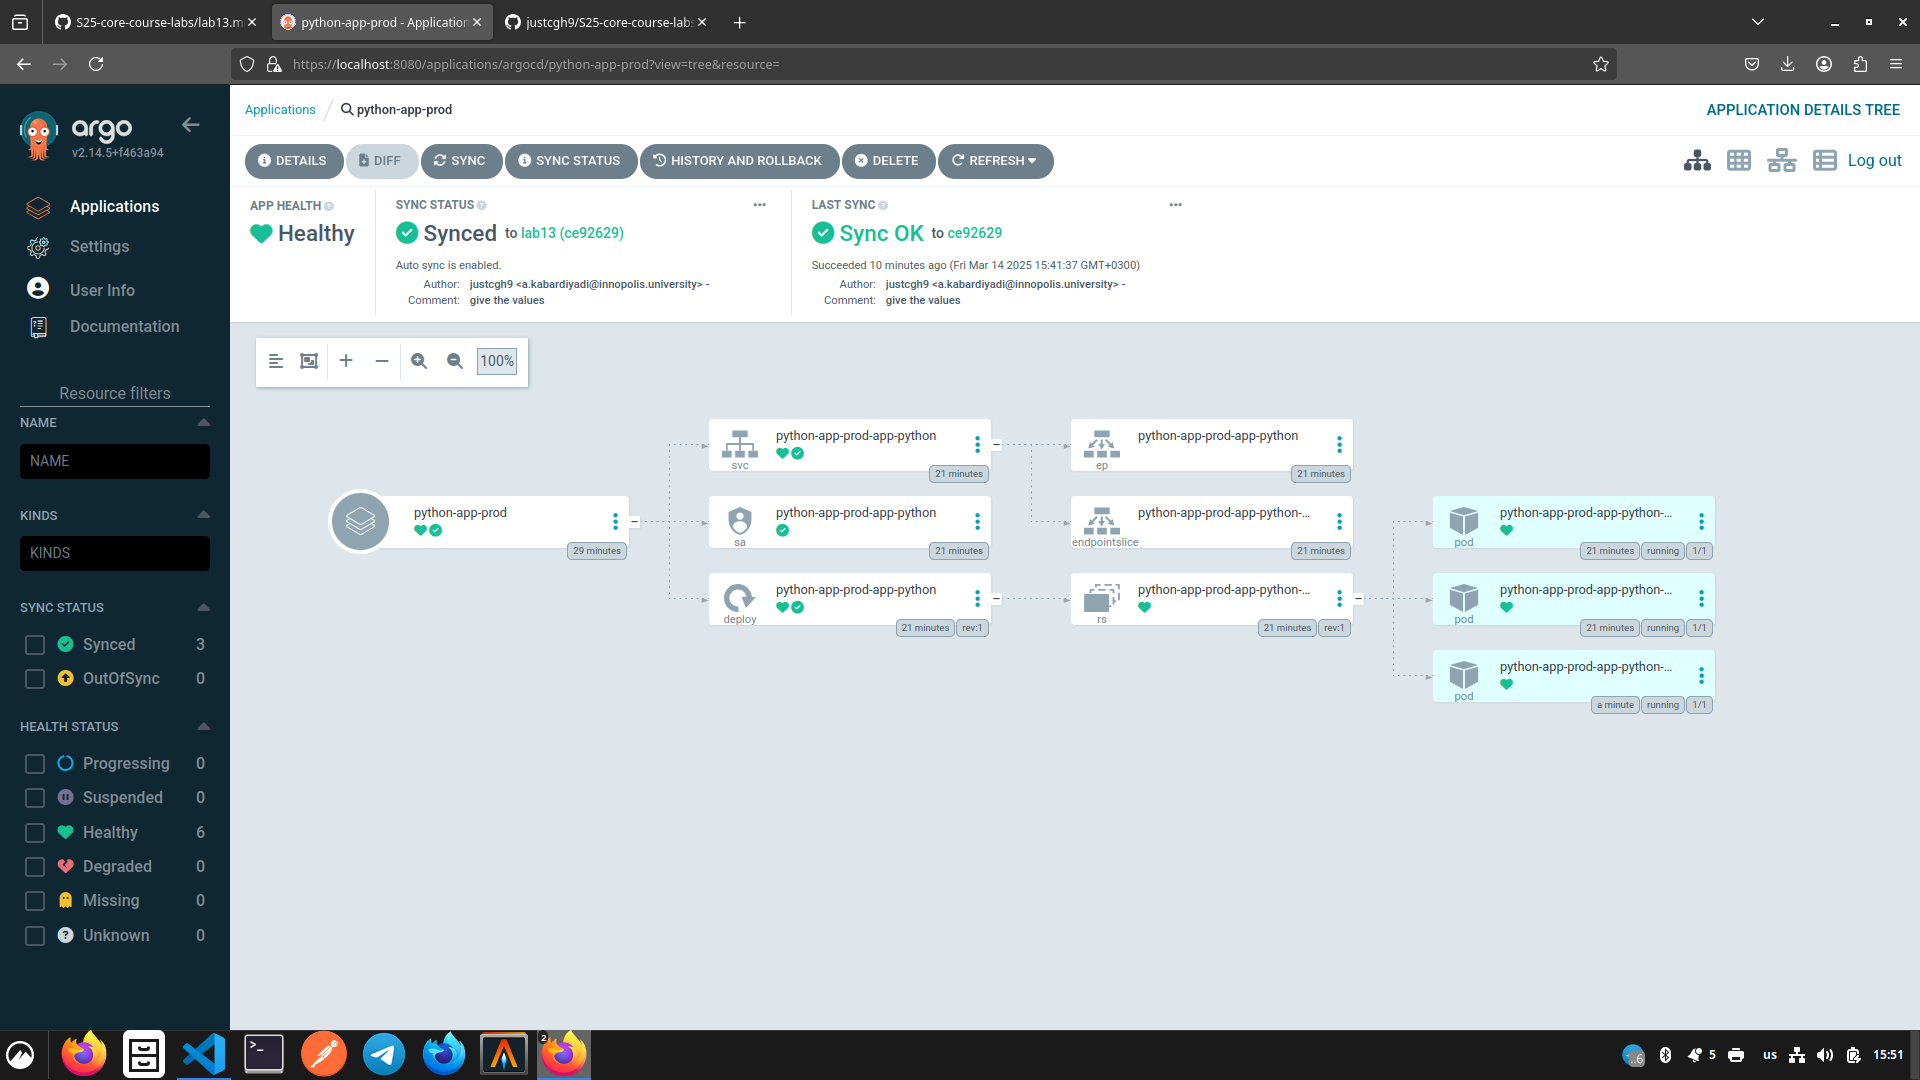 S25-core-course-labs/lab13.m
python-app-prod - Application
justcgh9/S25-core-course-labs
https://localhost:8080/applications/argocd/python-app-prod?view=tree&resource=
argo
v2.14.5+f463a94
Applications
Settings
User Info
Documentation
Resource filters
NAME
NAME
KINDS
KINDS
SYNC STATUS
Synced 3
OutOfSync 0
HEALTH STATUS
Progressing 0
Suspended 0
Healthy 6
Degraded 0
Missing 0
Unknown 0
Applications / python-app-prod
APPLICATION DETAILS TREE
DETAILS DIFF SYNC SYNC STATUS HISTORY AND ROLLBACK DELETE REFRESH
Log out
APP HEALTH
Healthy
SYNC STATUS
Synced to lab13 (ce92629)
Auto sync is enabled.
Author: justcgh9 <a.kabardiyadi@innopolis.university> -
Comment: give the values
LAST SYNC
Sync OK to ce92629
Succeeded 10 minutes ago (Fri Mar 14 2025 15:41:37 GMT+0300)
Author: justcgh9 <a.kabardiyadi@innopolis.university> -
Comment: give the values
100%
python-app-prod
29 minutes
python-app-prod-app-python
svc
21 minutes
python-app-prod-app-python
sa
21 minutes
python-app-prod-app-python
deploy
21 minutes rev:1
python-app-prod-app-python
ep
21 minutes
python-app-prod-app-python-...
endpointslice
21 minutes
python-app-prod-app-python-...
rs
21 minutes rev:1
python-app-prod-app-python-...
pod
21 minutes running 1/1
python-app-prod-app-python-...
pod
21 minutes running 1/1
python-app-prod-app-python-...
pod
a minute running 1/1
2
..6
5
us
15:51